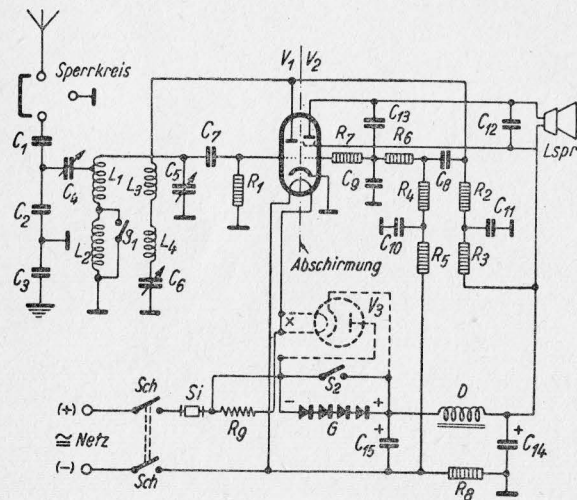 Sperrkreis
V1 V2
C1
C4
L1
L3
C5
C7
R1
R7
C13
R6
C9
C12
Lspr
R4
C8
R2
C11
C2
L2
S1
L4
C10
R5
R3
C3
C6
Abschirmung
V3
x
Sch
Si
S2
(+)
Rg
-
G
+
+
C15
D
+
C14
≅ Netz
(-)
Sch
R8